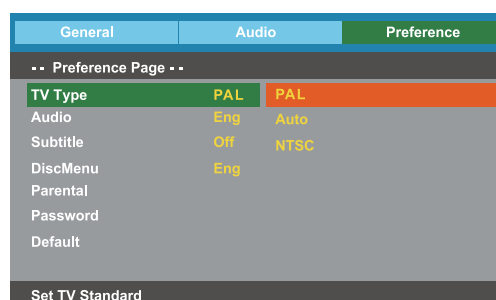 General Audio Preference
-- Preference Page --
TV Type PAL PAL
Audio Eng Auto
Subtitle Off NTSC
DiscMenu Eng
Parental
Password
Default
Set TV Standard